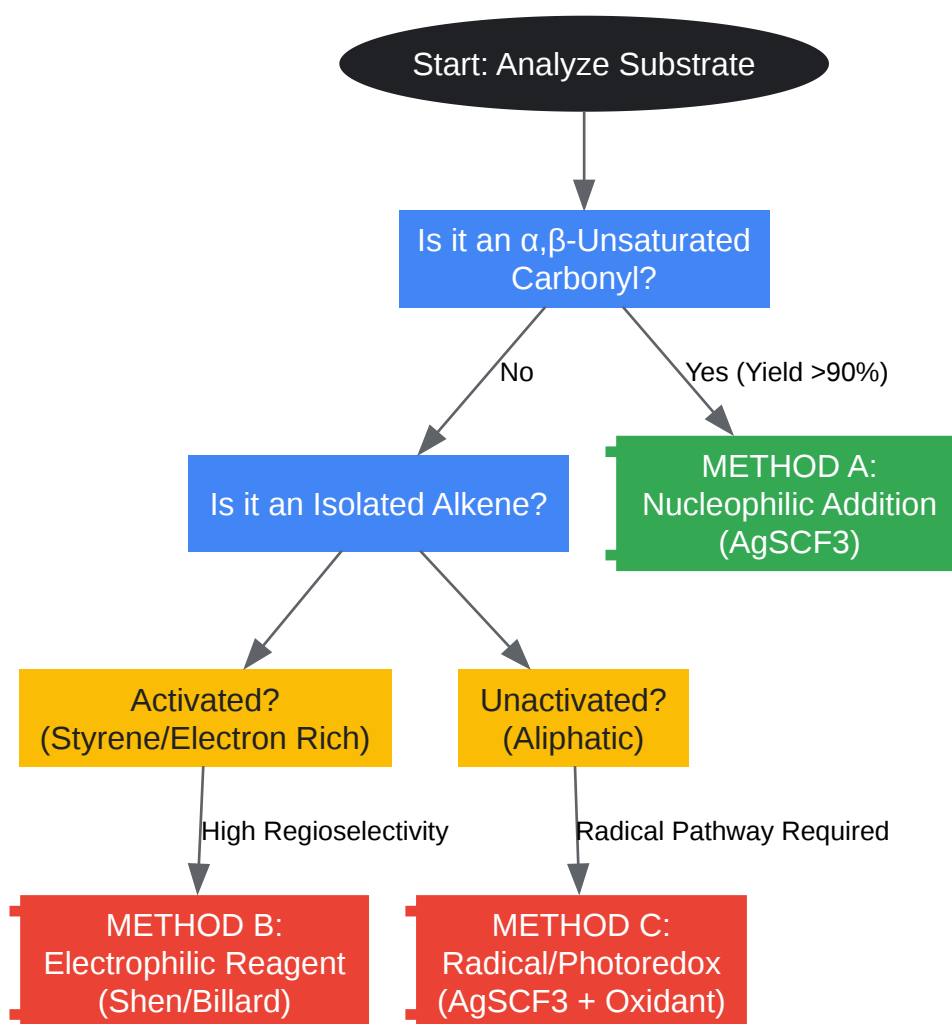 Start: Analyze Substrate
Is it an α,β-Unsaturated
Carbonyl?
No
Yes (Yield >90%)
METHOD A:
Nucleophilic Addition
(AgSCF3)
Is it an Isolated Alkene?
Activated?
(Styrene/Electron Rich)
Unactivated?
(Aliphatic)
High Regioselectivity
Radical Pathway Required
METHOD B:
Electrophilic Reagent
(Shen/Billard)
METHOD C:
Radical/Photoredox
(AgSCF3 + Oxidant)